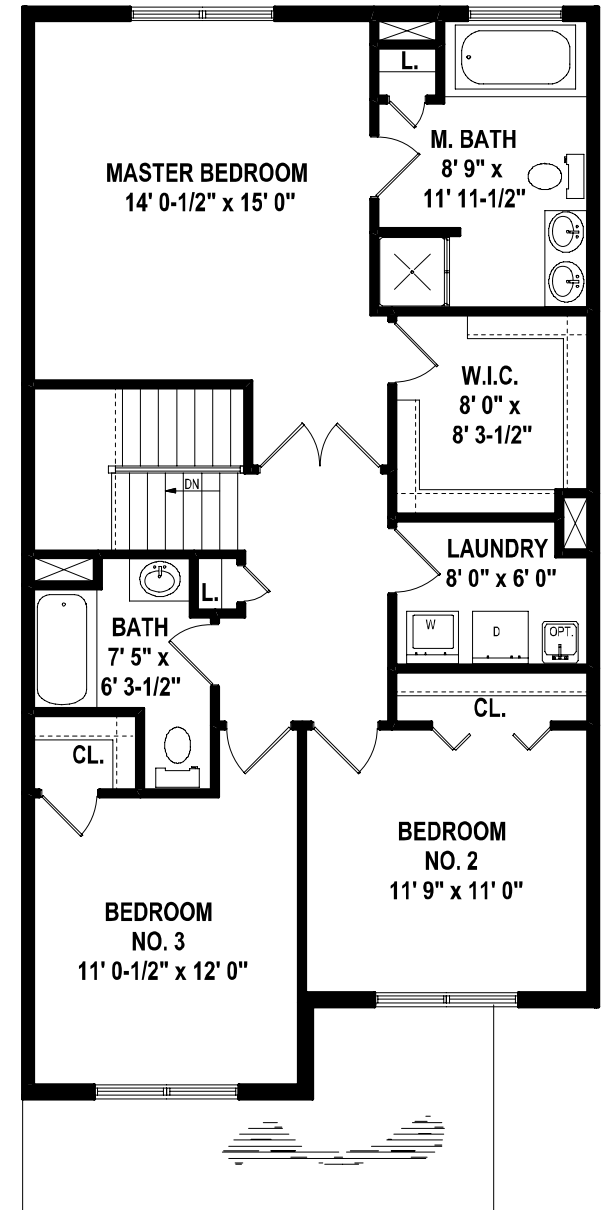 L.
M. BATH
8' 9" x
11' 11-1/2"
MASTER BEDROOM
14' 0-1/2" x 15' 0"
W.I.C.
8' 0" x
8' 3-1/2"
DN
LAUNDRY
8' 0" x 6' 0"
L.
W
D
OPT.
BATH
7' 5" x
6' 3-1/2"
CL.
CL.
BEDROOM
NO. 2
11' 9" x 11' 0"
BEDROOM
NO. 3
11' 0-1/2" x 12' 0"